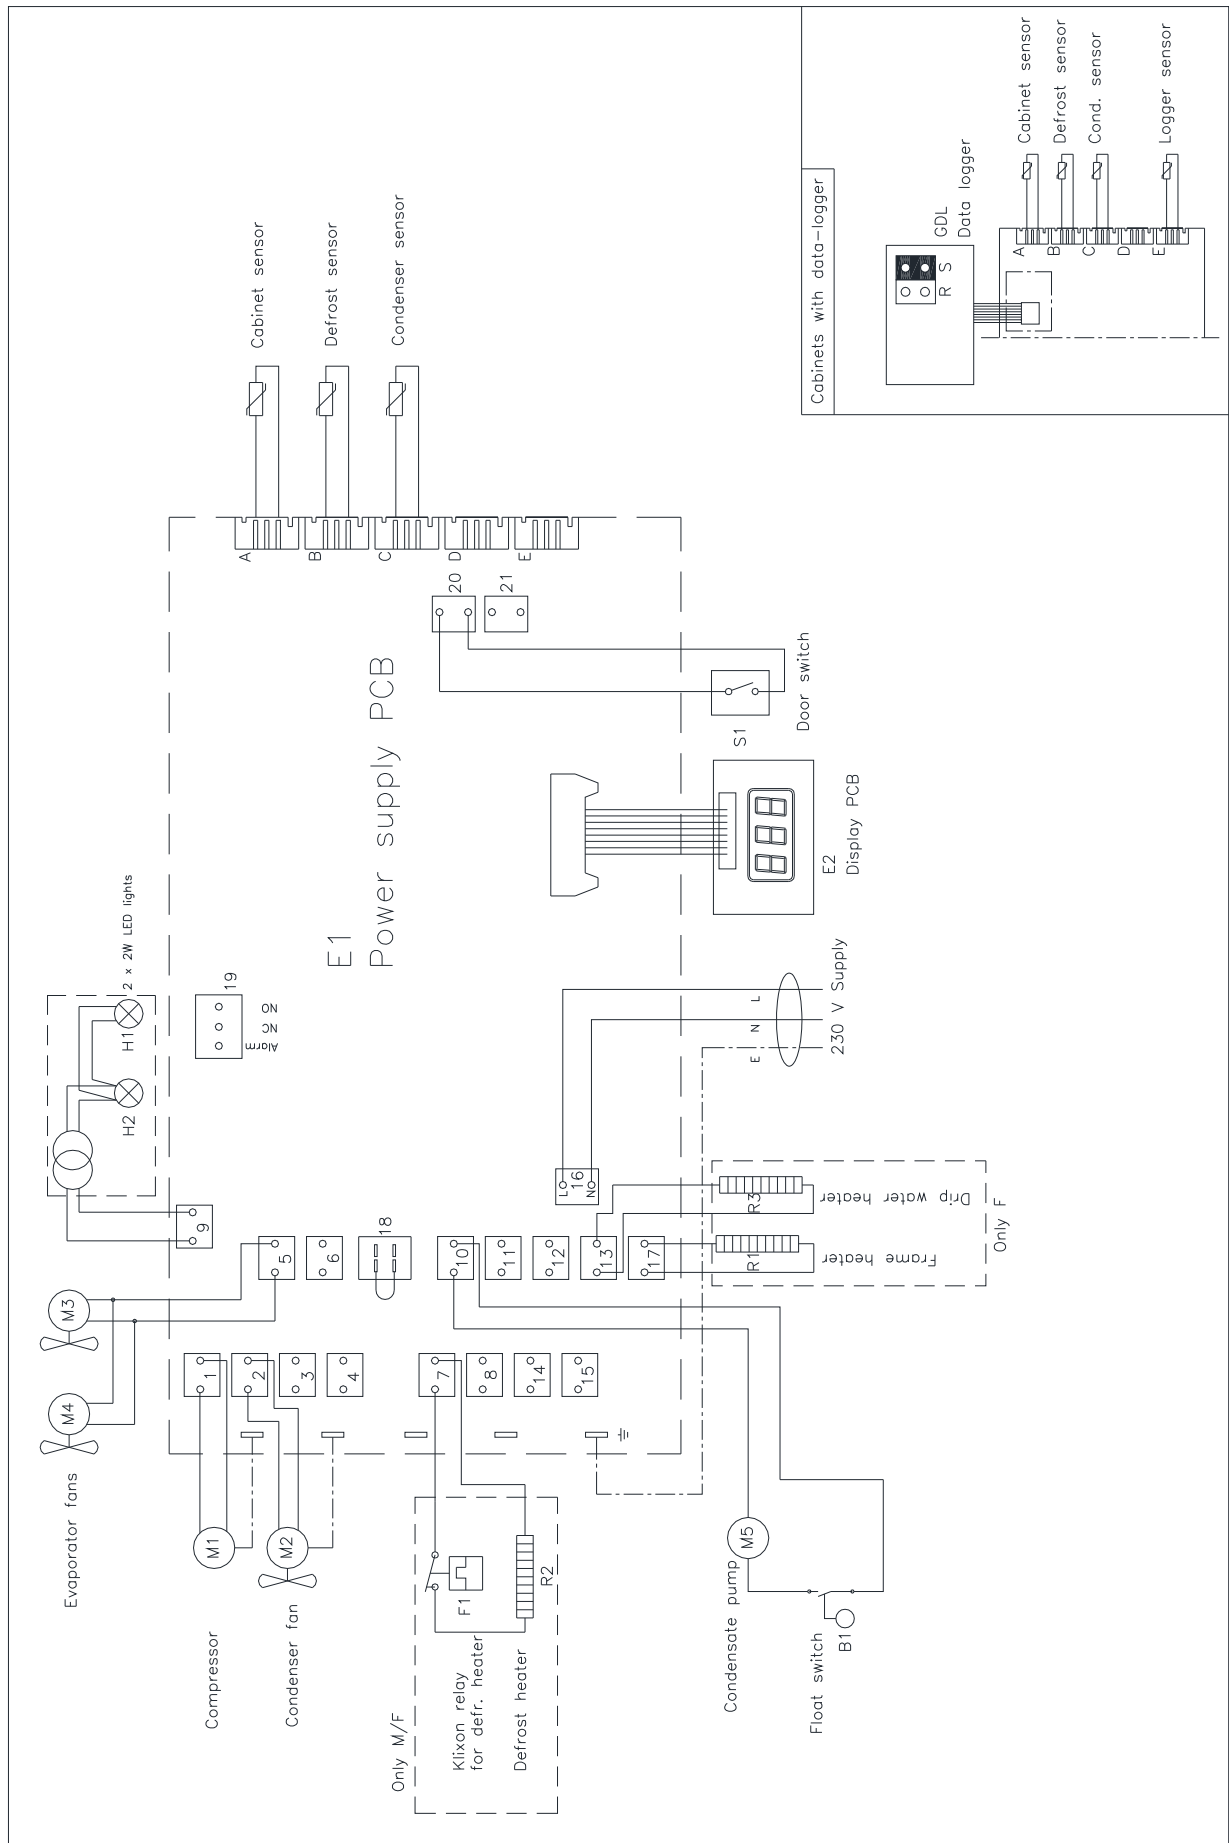 Cabinets with data-logger
GDL
Data logger
R S
A
B
C
D
E
Cabinet sensor
Defrost sensor
Cond. sensor
Logger sensor
Cabinet sensor
Defrost sensor
Condenser sensor
A
B
C
D
E
20
21
E1
Power supply PCB
S1
Door switch
E2
Display PCB
2 x 2W LED lights
H1
H2
19
NO
NC
Alarm
L
N
E
230 V Supply
16
L
N
9
5
6
18
10
11
12
13
17
R3
Drip water heater
R1
Frame heater
Only F
M3
M4
Evaporator fans
1
2
3
4
7
8
14
15
M1
Compressor
M2
Condenser fan
Only M/F
F1
Klixon relay
for defr. heater
R2
Defrost heater
M5
Condensate pump
Float switch
B1